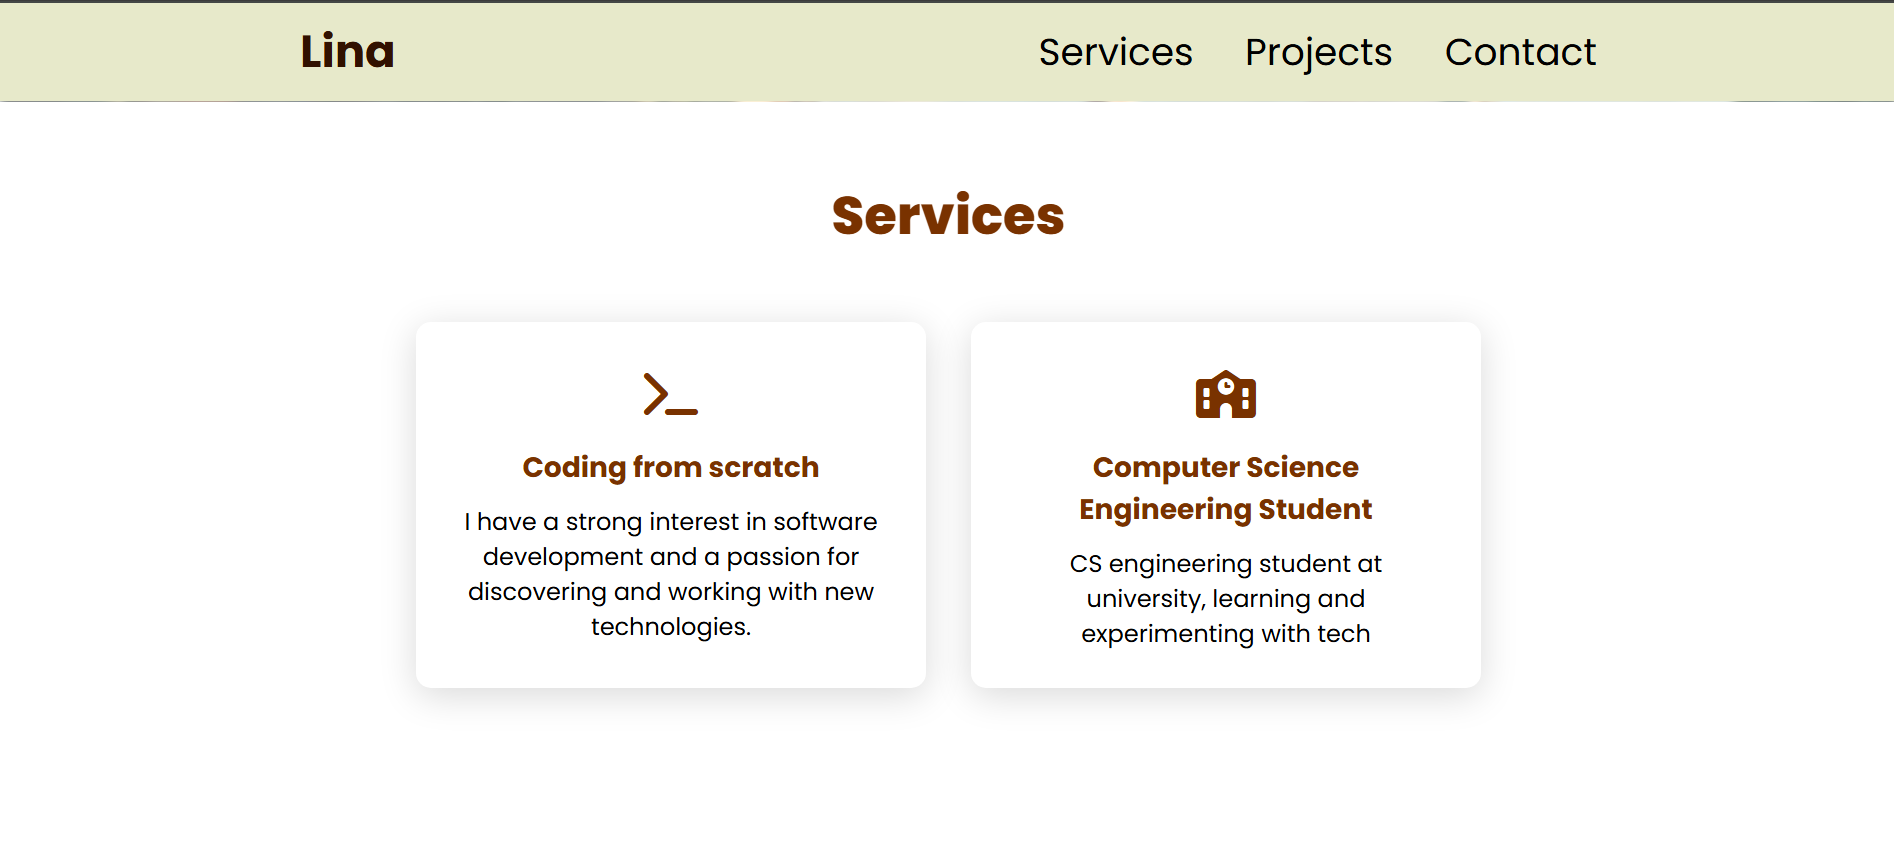 Lina
Services Projects Contact
Services
Coding from scratch
I have a strong interest in software
development and a passion for
discovering and working with new
technologies.
Computer Science
Engineering Student
CS engineering student at
university, learning and
experimenting with tech